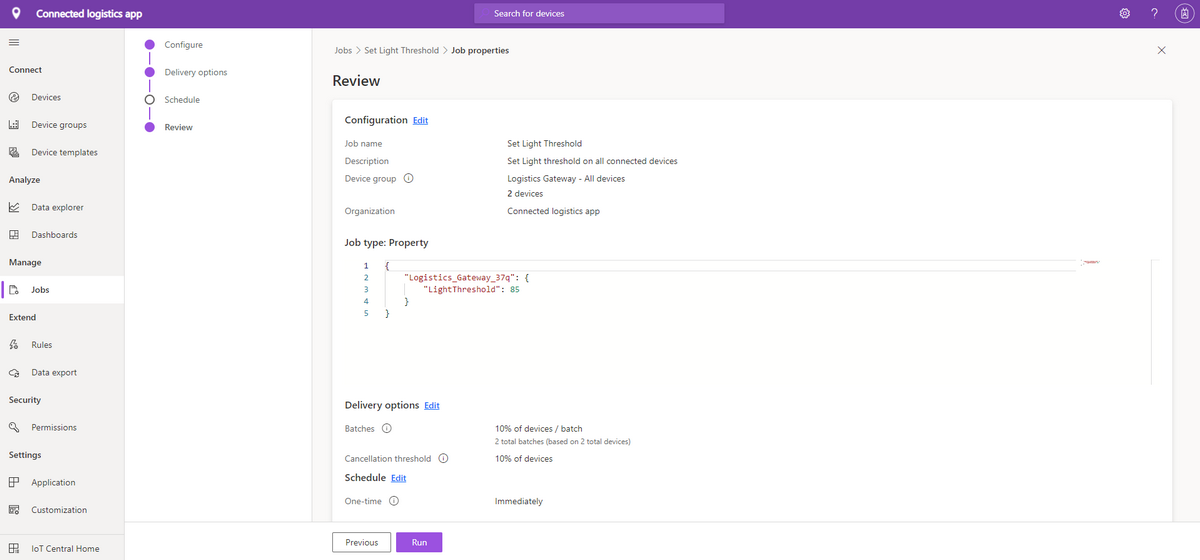 Connected logistics app
Search for devices
?
Connect
Devices
Device groups
Device templates
Analyze
Data explorer
Dashboards
Manage
Jobs
Extend
Rules
Data export
Security
Permissions
Settings
Application
Customization
IoT Central Home
Configure
Delivery options
Schedule
Review
Jobs > Set Light Threshold > Job properties
Review
Configuration Edit
Job name Set Light Threshold
Description Set Light threshold on all connected devices
Device group Logistics Gateway - All devices
2 devices
Organization Connected logistics app
Job type: Property
1 {
2 "Logistics_Gateway_37q": {
3 "LightThreshold": 85
4 }
5 }
Delivery options Edit
Batches 10% of devices / batch
2 total batches (based on 2 total devices)
Cancellation threshold 10% of devices
Schedule Edit
One-time Immediately
Previous Run